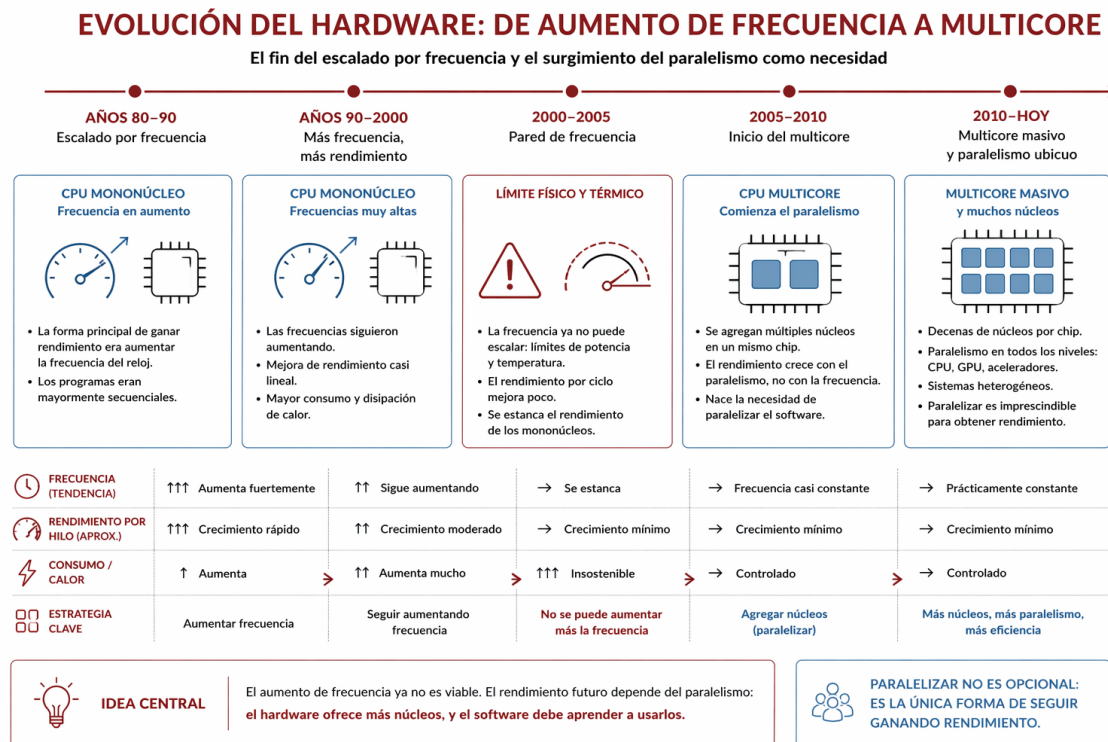 EVOLUCIÓN DEL HARDWARE: DE AUMENTO DE FRECUENCIA A MULTICORE
El fin del escalado por frecuencia y el surgimiento del paralelismo como necesidad
AÑOS 80–90
Escalado por frecuencia
AÑOS 90–2000
Más frecuencia,
más rendimiento
2000–2005
Pared de frecuencia
2005–2010
Inicio del multicore
2010–HOY
Multicore masivo
y paralelismo ubicuo
CPU MONONÚCLEO
Frecuencia en aumento
• La forma principal de ganar
rendimiento era aumentar
la frecuencia del reloj.
• Los programas eran
mayormente secuenciales.
CPU MONONÚCLEO
Frecuencias muy altas
• Las frecuencias siguieron
aumentando.
• Mejora de rendimiento casi
lineal.
• Mayor consumo y disipación
de calor.
LÍMITE FÍSICO Y TÉRMICO
• La frecuencia ya no puede
escalar: límites de potencia
y temperatura.
• El rendimiento por ciclo
mejora poco.
• Se estanca el rendimiento
de los mononúcleos.
CPU MULTICORE
Comienza el paralelismo
• Se agregan múltiples núcleos
en un mismo chip.
• El rendimiento crece con el
paralelismo, no con la frecuencia.
• Nace la necesidad de
paralelizar el software.
MULTICORE MASIVO
y muchos núcleos
• Decenas de núcleos por chip.
• Paralelismo en todos los niveles:
CPU, GPU, aceleradores.
• Sistemas heterogéneos.
• Paralelizar es imprescindible
para obtener rendimiento.
FRECUENCIA
(TENDENCIA)
↑↑↑ Aumenta fuertemente
↑↑ Sigue aumentando
→ Se estanca
→ Frecuencia casi constante
→ Prácticamente constante
RENDIMIENTO POR
HILO (APROX.)
↑↑↑ Crecimiento rápido
↑↑ Crecimiento moderado
→ Crecimiento mínimo
→ Crecimiento mínimo
→ Crecimiento mínimo
CONSUMO /
CALOR
↑ Aumenta
↑↑ Aumenta mucho
↑↑↑ Insostenible
→ Controlado
→ Controlado
ESTRATEGIA
CLAVE
Aumentar frecuencia
Seguir aumentando
frecuencia
No se puede aumentar
más la frecuencia
Agregar núcleos
(paralelizar)
Más núcleos, más paralelismo,
más eficiencia
IDEA CENTRAL
El aumento de frecuencia ya no es viable. El rendimiento futuro depende del paralelismo:
el hardware ofrece más núcleos, y el software debe aprender a usarlos.
PARALELIZAR NO ES OPCIONAL:
ES LA ÚNICA FORMA DE SEGUIR
GANANDO RENDIMIENTO.